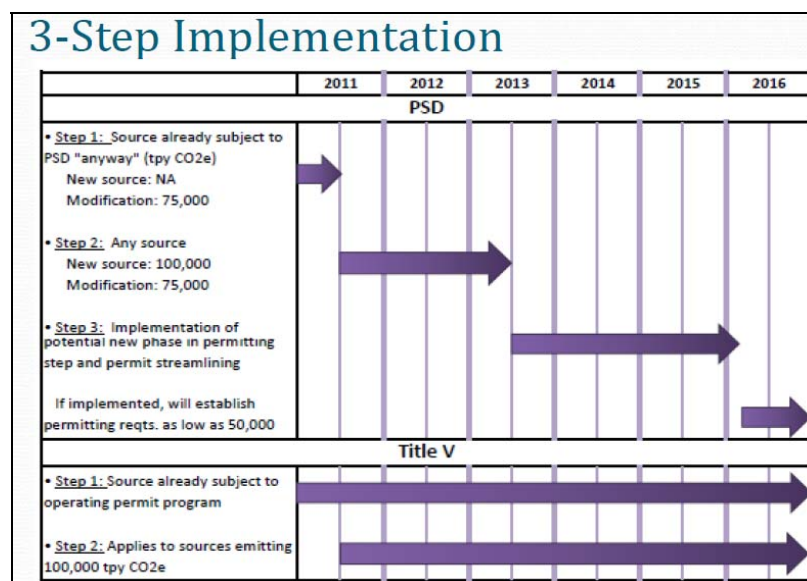 3-Step Implementation
2011 2012 2013 2014 2015 2016
PSD
• Step 1: Source already subject to
PSD "anyway" (tpy CO2e)
New source: NA
Modification: 75,000
• Step 2: Any source
New source: 100,000
Modification: 75,000
• Step 3: Implementation of
potential new phase in permitting
step and permit streamlining
If implemented, will establish
permitting reqts. as low as 50,000
Title V
• Step 1: Source already subject to
operating permit program
• Step 2: Applies to sources emitting
100,000 tpy CO2e